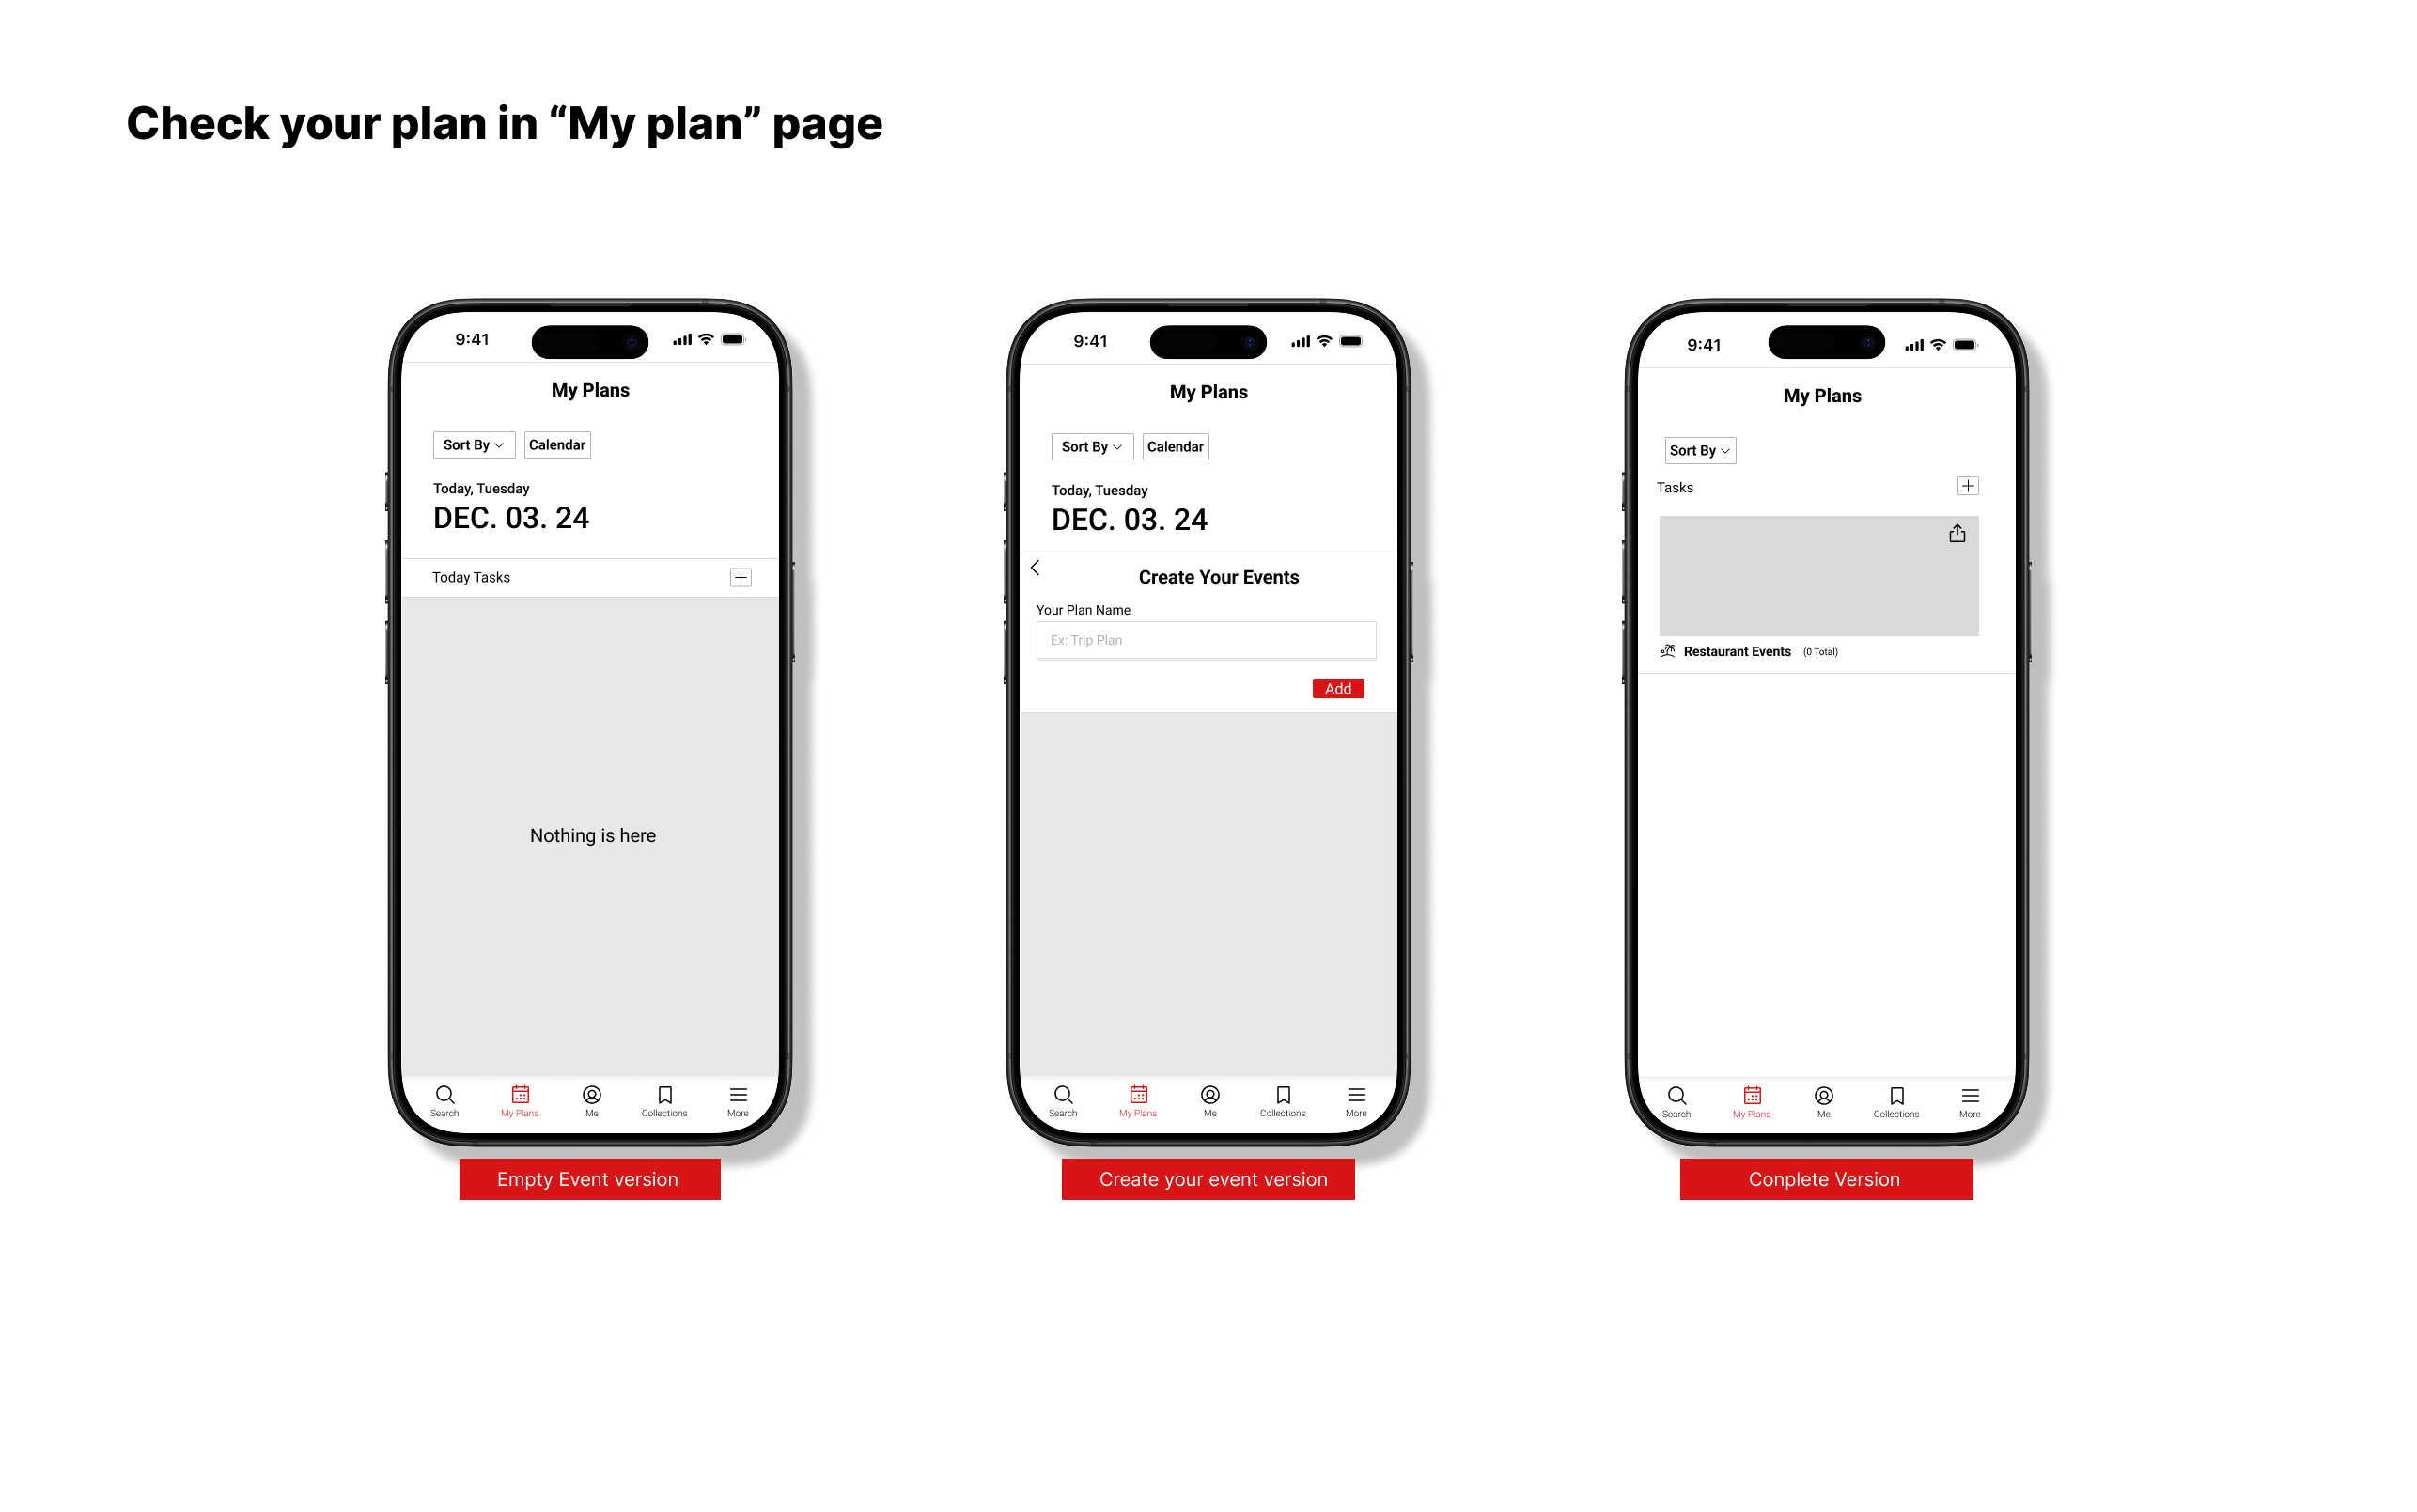 Check your plan in “My plan” page
9:41
My Plans
Sort By
Calendar
Today, Tuesday
DEC. 03. 24
Today Tasks
Nothing is here
Search
My Plans
Me
Collections
More
Empty Event version
9:41
My Plans
Sort By
Calendar
Today, Tuesday
DEC. 03. 24
Create Your Events
Your Plan Name
Ex: Trip Plan
Add
Search
My Plans
Me
Collections
More
Create your event version
9:41
My Plans
Sort By
Tasks
Restaurant Events (0 Total)
Search
My Plans
Me
Collections
More
Conplete Version